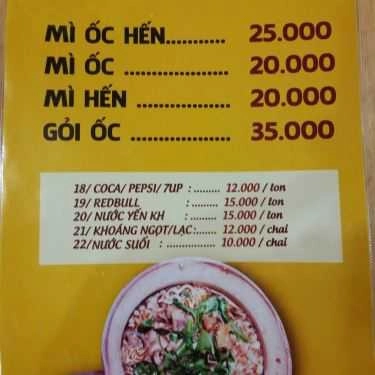 MÌ ỐC HẾN........... 25.000
MÌ ỐC .................. 20.000
MÌ HẾN ................ 20.000
GỎI ỐC ................. 35.000
18/ COCA/ PEPSI/ 7UP : ......... 12.000 / lon
19/ REDBULL : ........... 15.000 / lon
20/ NƯỚC YẾN KH : ........... 15.000 / lon
21/ KHOÁNG NGỌT/LẠC :....... 12.000 / chai
22/NƯỚC SUỐI : ................. 10.000 / chai